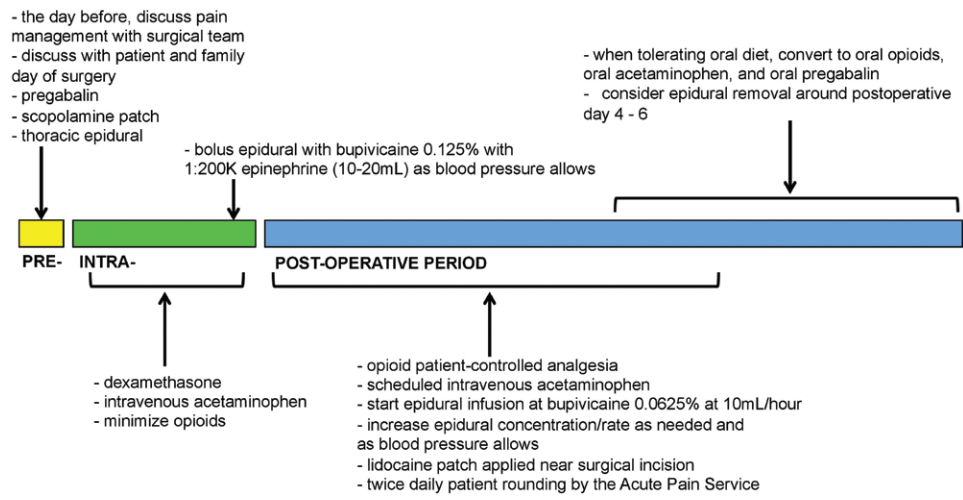 - the day before, discuss pain
management with surgical team
- discuss with patient and family
day of surgery
- pregabalin
- scopolamine patch
- thoracic epidural
- bolus epidural with bupivicaine 0.125% with
1:200K epinephrine (10-20mL) as blood pressure allows
- when tolerating oral diet, convert to oral opioids,
oral acetaminophen, and oral pregabalin
- consider epidural removal around postoperative
day 4 - 6
PRE-
INTRA-
POST-OPERATIVE PERIOD
- dexamethasone
- intravenous acetaminophen
- minimize opioids
- opioid patient-controlled analgesia
- scheduled intravenous acetaminophen
- start epidural infusion at bupivicaine 0.0625% at 10mL/hour
- increase epidural concentration/rate as needed and
as blood pressure allows
- lidocaine patch applied near surgical incision
- twice daily patient rounding by the Acute Pain Service